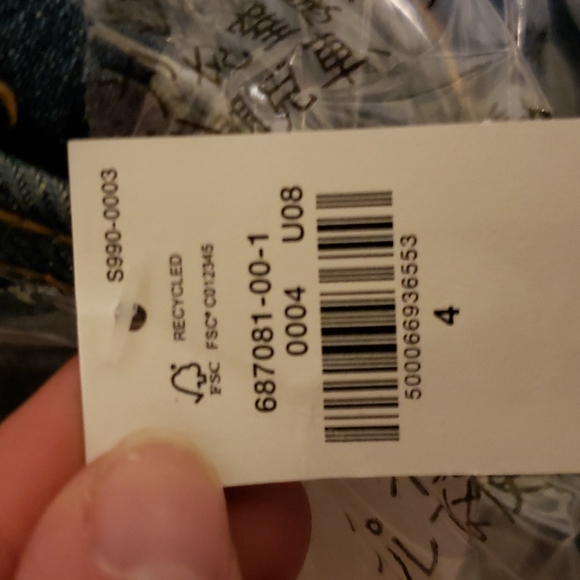 S990-0003
RECYCLED
FSC® C012345
FSC
687081-00-1
0004 U08
500066936553
4